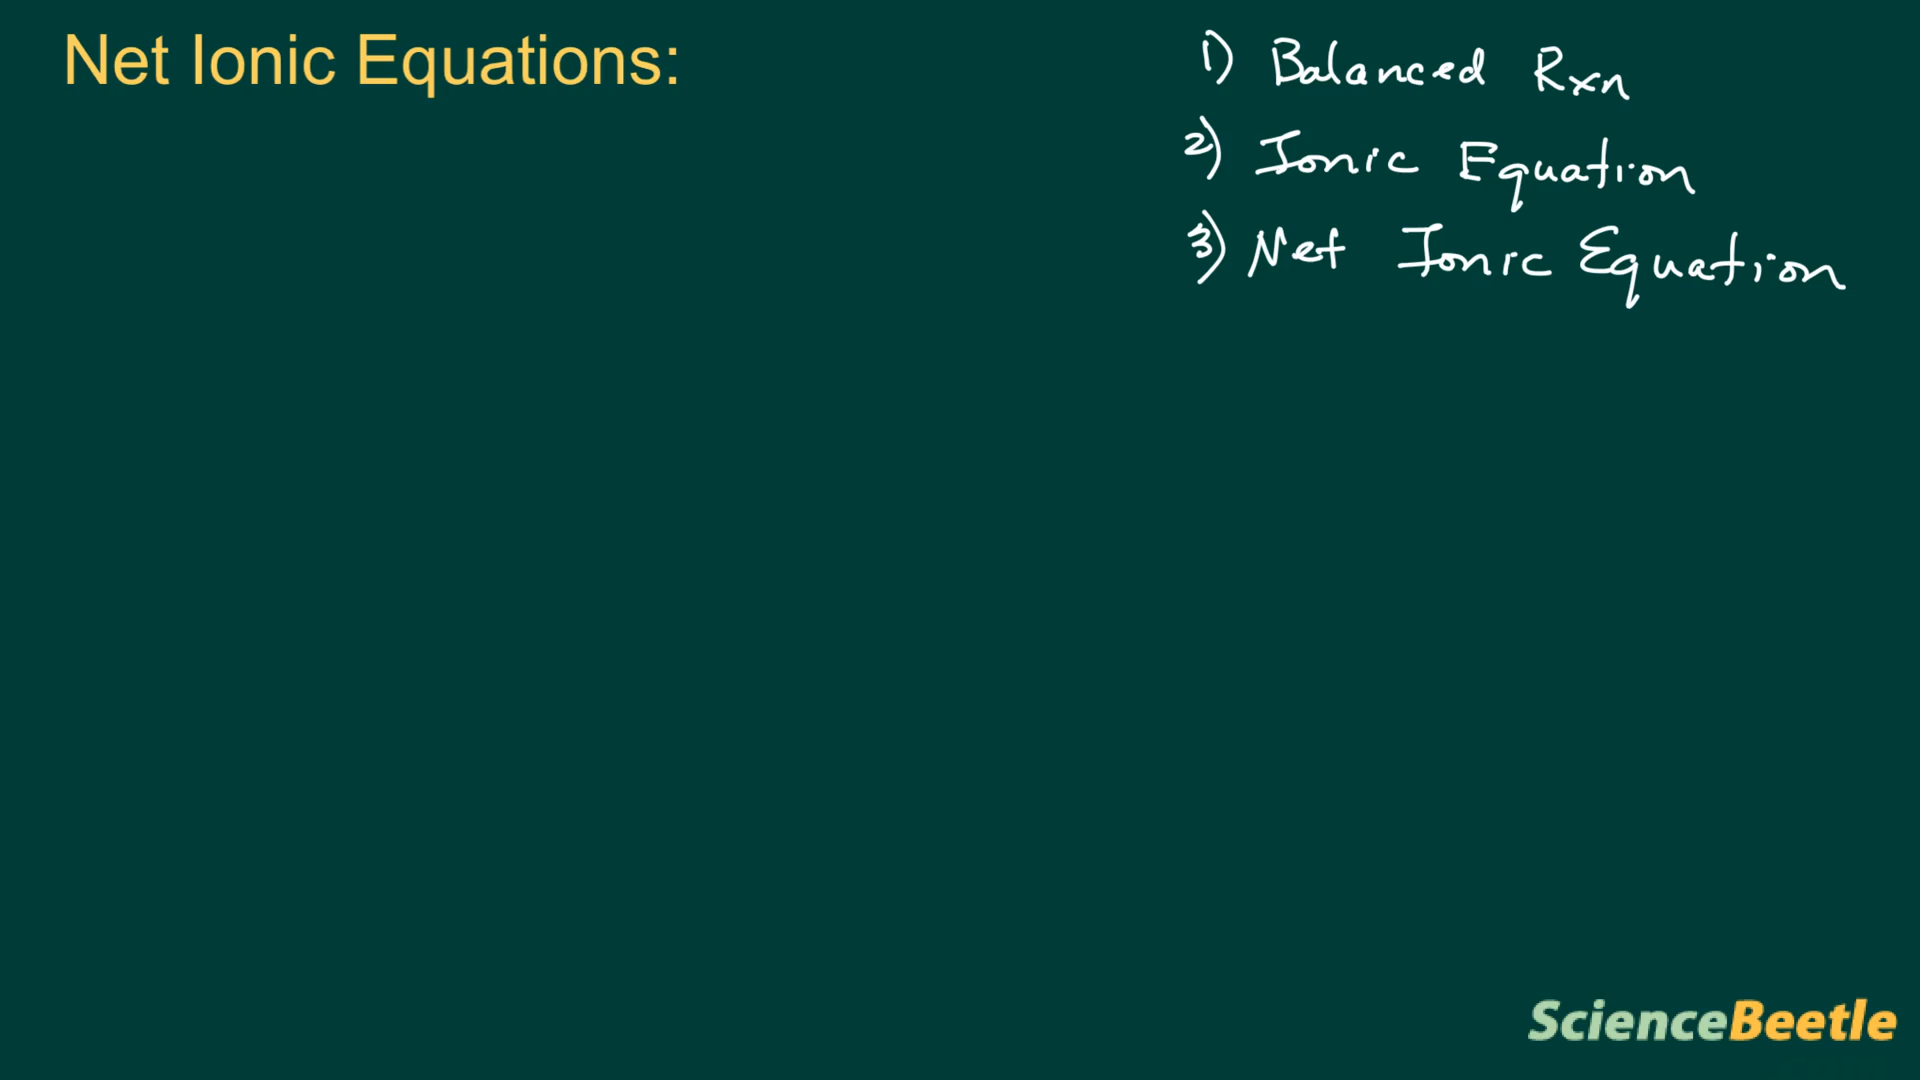 Net Ionic Equations:
1) Balanced Rxn
2) Ionic Equation
3) Net Ionic Equation
ScienceBeetle